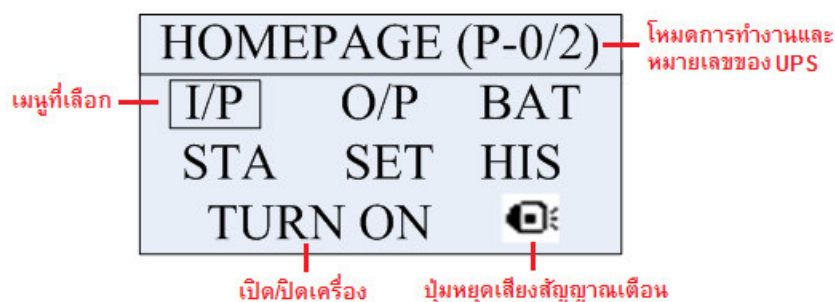 HOMEPAGE (P-0/2)
โหมดการทำงานและ
หมายเลขของ UPS
เมนูที่เลือก
I/P O/P BAT
STA SET HIS
TURN ON
เปิด/ปิดเครื่อง
ปุ่มหยุดเสียงสัญญาณเตือน